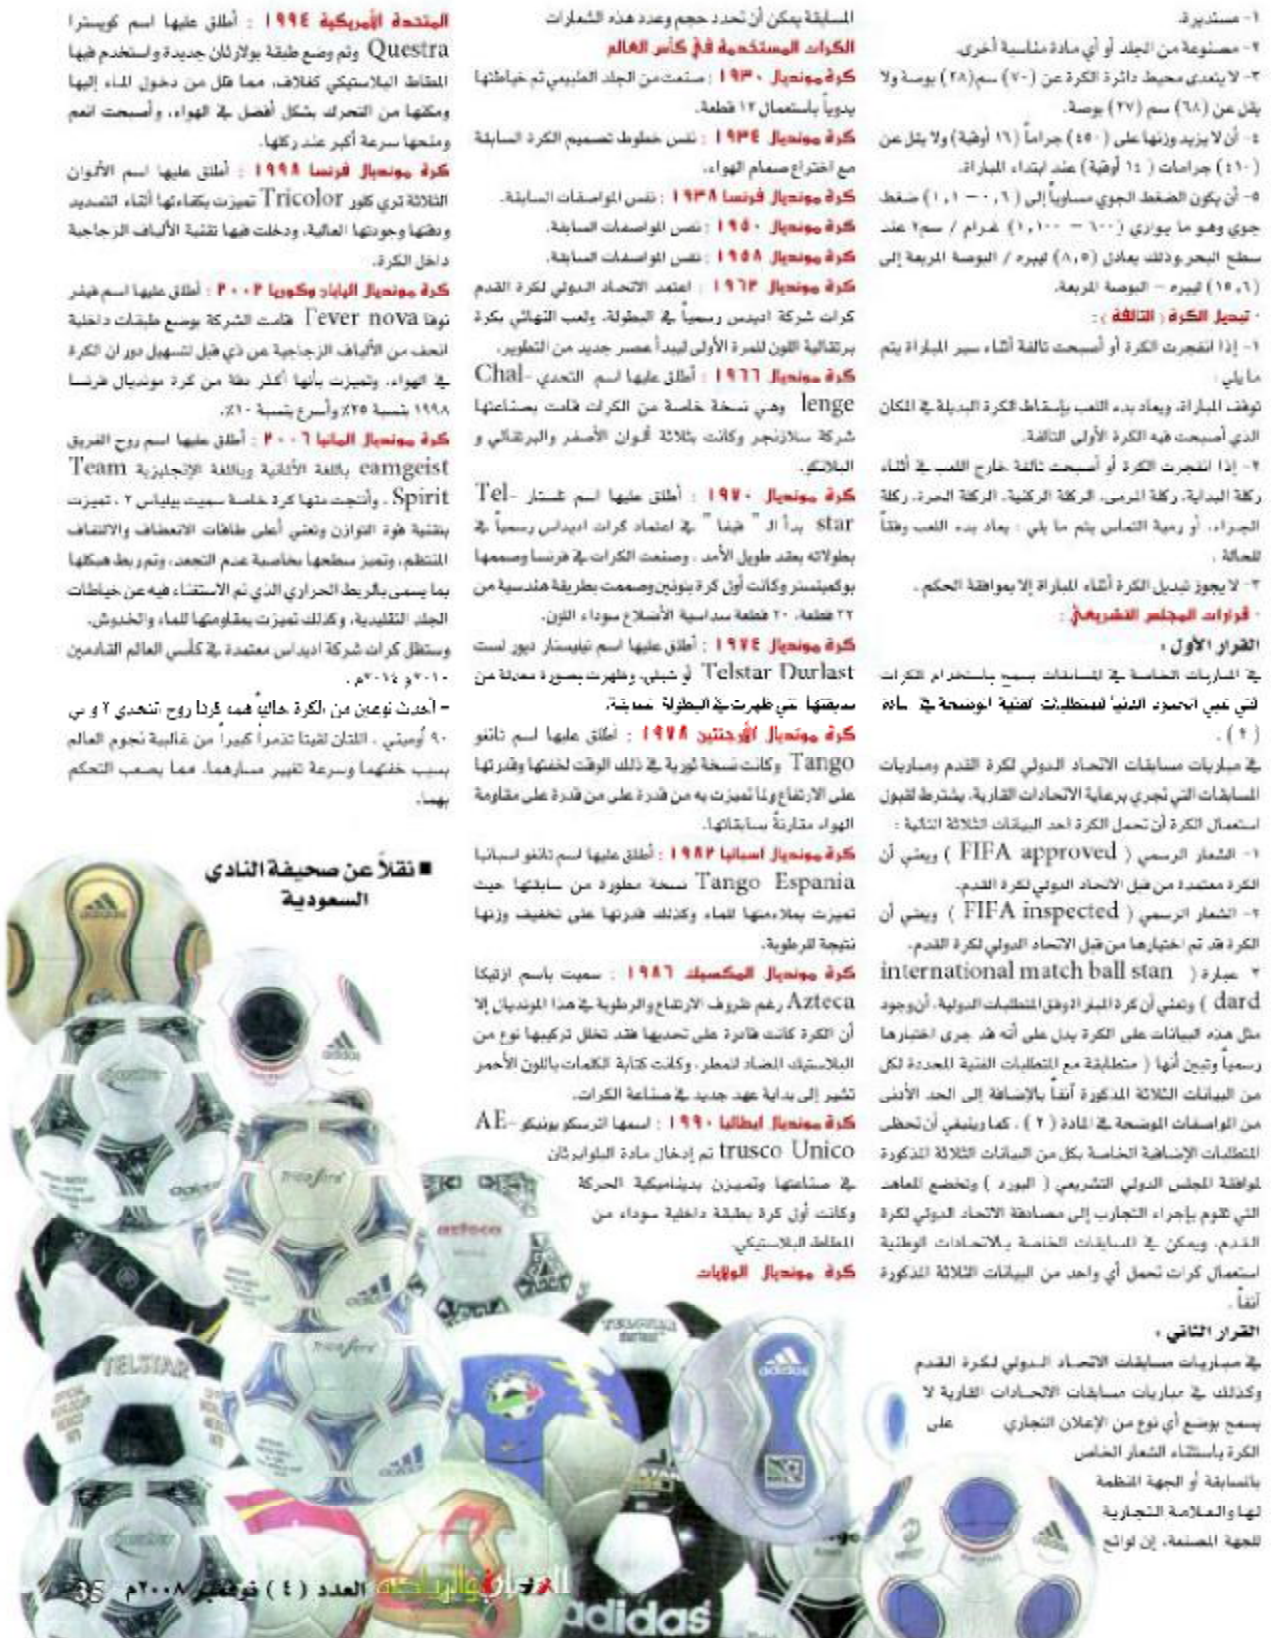 ١- مستديرة.
٢- مصنوعة من الجلد أو أي مادة مناسبة أخرى.
٣- لا يتعدى محيط دائرة الكرة عن (٧٠) سم(٢٨) بوصة ولا
يقل عن (٦٨) سم (٢٧) بوصة.
٤- أن لا يزيد وزنها على (٤٥٠) جراماً (١٦ أوقية) ولا يقل عن
(٤١٠) جرامات ( ١٤ أوقية) عند ابتداء المباراة.
٥- أن يكون الضغط الجوي مساوياً إلى (٠,٦ – ١,١) ضغط
جوي وهو ما يوازي (٦٠٠ – ١,١٠٠) غرام / سم٢ عند
سطح البحر وذلك يعادل (٨,٥) ليبره / البوصة المربعة إلى
(١٥,٦) ليبره – البوصة المربعة.
· تبديل الكرة ( التالفة ) :
١- إذا انفجرت الكرة أو أصبحت تالفة أثناء سير المباراة يتم
ما يلي :
توقف المباراة، ويعاد بدء اللعب بإسقاط الكرة البديلة في المكان
الذي أصبحت فيه الكرة الأولى التالفة.
٢- إذا انفجرت الكرة أو أصبحت تالفة خارج اللعب في أثناء
ركلة البداية، ركلة المرمى، الركلة الركنية، الركلة الحرة، ركلة
الجزاء، أو رمية التماس يتم ما يلي : يعاد بدء اللعب وفقاً
للحالة .
٣- لا يجوز تبديل الكرة أثناء المباراة إلا بموافقة الحكم .
· قرارات المجلس التشريعي :
القرار الأول :
في المباريات الخاصة في المسابقات يسمح باستخدام الكرات
التي تلبي الحدود الدنيا للمتطلبات الفنية الموضحة في مادة
( ٢ ) .
في مباريات مسابقات الاتحاد الدولي لكرة القدم ومباريات
المسابقات التي تجري برعاية الاتحادات القارية، يشترط لقبول
استعمال الكرة أن تحمل الكرة احد البيانات الثلاثة التالية :
١- الشعار الرسمي ( FIFA approved ) ويعني أن
الكرة معتمدة من قبل الاتحاد الدولي لكرة القدم.
٢- الشعار الرسمي ( FIFA inspected ) ويعني أن
الكرة قد تم اختيارها من قبل الاتحاد الدولي لكرة القدم.
٣ عبارة ( international match ball stan
dard ) وتعني أن كرة المباراة وفق المتطلبات الدولية، أن وجود
مثل هذه البيانات على الكرة يدل على أنه قد جرى اختبارها
رسمياً وتبين أنها ( متطابقة مع المتطلبات الفنية المحددة لكل
من البيانات الثلاثة المذكورة آنفاً بالإضافة إلى الحد الأدنى
من المواصفات الموضحة في المادة ( ٢ ) ، كما وينبغي أن تحظى
المتطلبات الإضافية الخاصة بكل من البيانات الثلاثة المذكورة
لموافقة المجلس الدولي التشريعي ( البورد ) وتخضع المعاهد
التي تقوم بإجراء التجارب إلى مصادقة الاتحاد الدولي لكرة
القدم. ويمكن في المسابقات الخاصة بالاتحادات الوطنية
استعمال كرات تحمل أي واحد من البيانات الثلاثة المذكورة
آنفاً .
القرار الثاني :
في مباريات مسابقات الاتحاد الدولي لكرة القدم
وكذلك في مباريات مسابقات الاتحادات القارية لا
يسمح بوضع أي نوع من الإعلان التجاري على
الكرة باستثناء الشعار الخاص
بالمسابقة أو الجهة المنظمة
لها والعلامة التجارية
للجهة المصنعة، إن لوائح
المسابقة يمكن أن تحدد حجم وعدد هذه الشعارات
الكرات المستخدمة في كأس العالم
كرة مونديال ١٩٣٠ : صنعت من الجلد الطبيعي ثم خياطتها
يدوياً باستعمال ١٢ قطعة.
كرة مونديال ١٩٣٤ : نفس خطوط تصميم الكرة السابقة
مع اختراع صمام الهواء.
كرة مونديال فرنسا ١٩٣٨ : نفس المواصفات السابقة.
كرة مونديال ١٩٥٠ : نفس المواصفات السابقة.
كرة مونديال ١٩٥٨ : نفس المواصفات السابقة.
كرة مونديال ١٩٦٢ : اعتمد الاتحاد الدولي لكرة القدم
كرات شركة اديدس رسمياً في البطولة، ولعب النهائي بكرة
برتقالية اللون للمرة الأولى ليبدأ عصر جديد من التطوير.
كرة مونديال ١٩٦٦ : أطلق عليها اسم التحدي Chal-
lenge وهي نسخة خاصة من الكرات قامت بصناعتها
شركة سلازنجر وكانت بثلاثة ألوان الأصفر والبرتقالي و
البلانكو.
كرة مونديال ١٩٧٠ : أطلق عليها اسم تلستار Tel-
star بدأ الـ " فيفا " في اعتماد كرات اديداس رسمياً في
بطولاته بعقد طويل الأمد ، وصنعت الكرات في فرنسا وصممها
بوكمينستر وكانت أول كرة بلونين وصممت بطريقة هندسية من
٣٢ قطعة، ٢٠ قطعة سداسية الأضلاع سوداء اللون.
كرة مونديال ١٩٧٤ : أطلق عليها اسم تيليستار ديور لست
Telstar Durlast أو شيلي، وظهرت بصورة معدلة من
سابقتها التي ظهرت في البطولة السابقة.
كرة مونديال الأرجنتين ١٩٧٨ : أطلق عليها اسم تانغو
Tango وكانت نسخة ثورية في ذلك الوقت لخفتها وقدرتها
على الارتفاع ولما تميزت به من قدرة على من قدرة على مقاومة
الهواء مقارنة بسابقاتها.
كرة مونديال اسبانيا ١٩٨٢ : أطلق عليها اسم تانغو اسبانيا
Tango Espania نسخة مطورة من سابقتها حيث
تميزت بملاءمتها للماء وكذلك قدرتها على تخفيف وزنها
نتيجة للرطوبة.
كرة مونديال المكسيك ١٩٨٦ : سميت باسم ازتيكا
Azteca رغم ظروف الارتفاع والرطوبة في هذا المونديال إلا
أن الكرة كانت قادرة على تحديها فقد تخلل تركيبها نوع من
البلاستيك المضاد للمطر ، وكانت كتابة الكلمات باللون الأحمر
تشير إلى بداية عهد جديد في صناعة الكرات.
كرة مونديال ايطاليا ١٩٩٠ : اسمها اترسكو يونيكو AE-
trusco Unico تم إدخال مادة البلوايرثان
في صناعتها وتميزت بديناميكية الحركة
وكانت أول كرة بطبقة داخلية سوداء من
المطاط البلاستيكي.
كرة مونديال الولايات
المتحدة الأمريكية ١٩٩٤ : أطلق عليها اسم كويسترا
Questra وتم وضع طبقة بولارثان جديدة واستخدم فيها
المطاط البلاستيكي كغلاف، مما قلل من دخول الماء إليها
ومكنها من التحرك بشكل أفضل في الهواء، وأصبحت انعم
ومنحها سرعة أكبر عند ركلها.
كرة مونديال فرنسا ١٩٩٨ : أطلق عليها اسم الألوان
الثلاثة تري كلور Tricolor تميزت بكفاءتها أثناء التسديد
ودقتها وجودتها العالية، ودخلت فيها تقنية الألياف الزجاجية
داخل الكرة.
كرة مونديال اليابان وكوريا ٢٠٠٢ : أطلق عليها اسم فيفر
نوفا Fever nova قامت الشركة بوضع طبقات داخلية
انحف من الألياف الزجاجية عن ذي قبل لتسهيل دوران الكرة
في الهواء، وتميزت بأنها أكثر دقة من كرة مونديال فرنسا
١٩٩٨ بنسبة ٢٥٪ وأسرع بنسبة ١٠٪.
كرة مونديال المانيا ٢٠٠٦ : أطلق عليها اسم روح الفريق
eamgeist باللغة الألمانية وباللغة الإنجليزية Team
Spirit ، وأنتجت منها كرة خاصة سميت بيلياس ٢ ، تميزت
بتقنية قوة التوازن وتعني أعلى طاقات الانعطاف والالتفاف
المنتظم، وتميز سطحها بخاصية عدم التجعد، وتم ربط هيكلها
بما يسمى بالربط الحراري الذي تم الاستغناء فيه عن خياطات
الجلد التقليدية، وكذلك تميزت بمقاومتها للماء والخدوش.
وستظل كرات شركة اديداس معتمدة في كأسي العالم القادمين
٢٠١٠ و ٢٠١٤م .
– أحدث نوعين من الكرة حالياً هما كرتا روح التحدي ٢ و تي
٩٠ أوميني ، اللتان لقيتا تذمراً كبيراً من غالبية نجوم العالم
بسبب خفتهما وسرعة تغيير مسارهما، مما يصعب التحكم
بهما.
■ نقلاً عن صحيفة النادي
السعودية
adidas
adidas
Tricolore
adidas
azteca
adidas
TELSTAR
TELSTAR
Tricolore
adidas
adidas
adidas
العدد ( ٤ ) نوفمبر ٢٠٠٨م 35